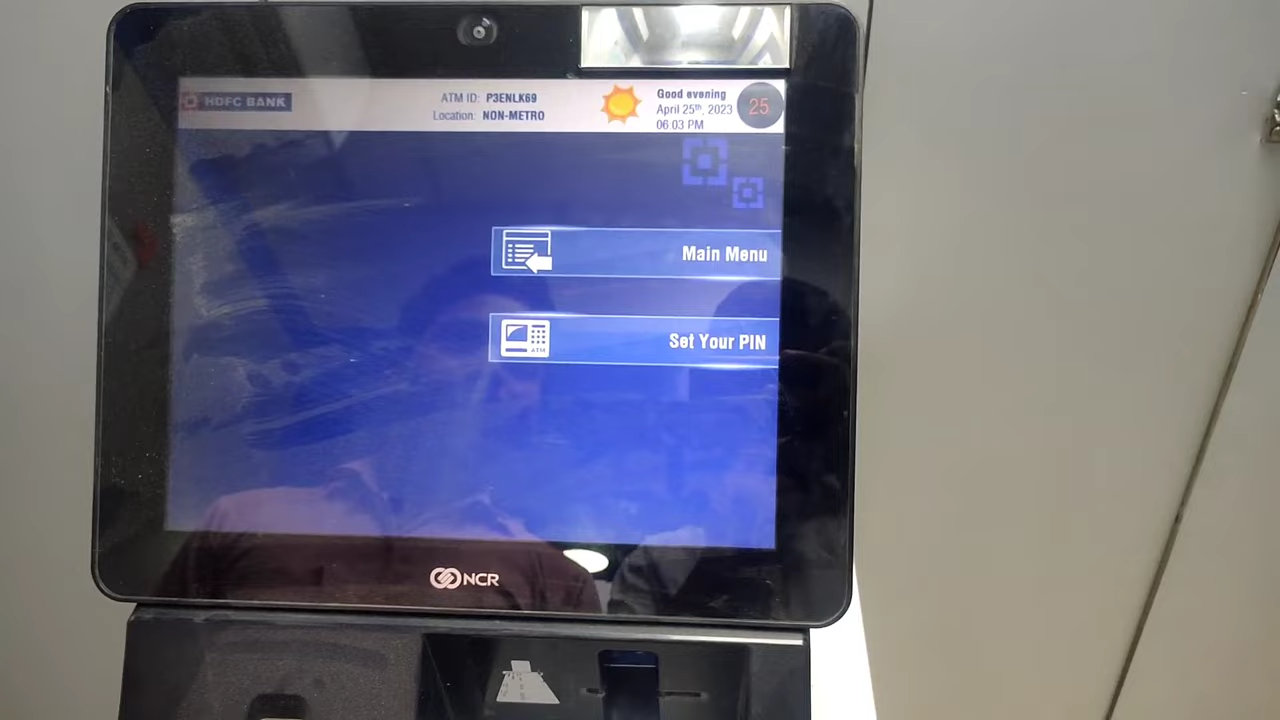 HDFC BANK
ATM ID: P3ENLK69
Location: NON-METRO
Good evening
April 25th, 2023
06:03 PM
25
Main Menu
ATM
Set Your PIN
NCR